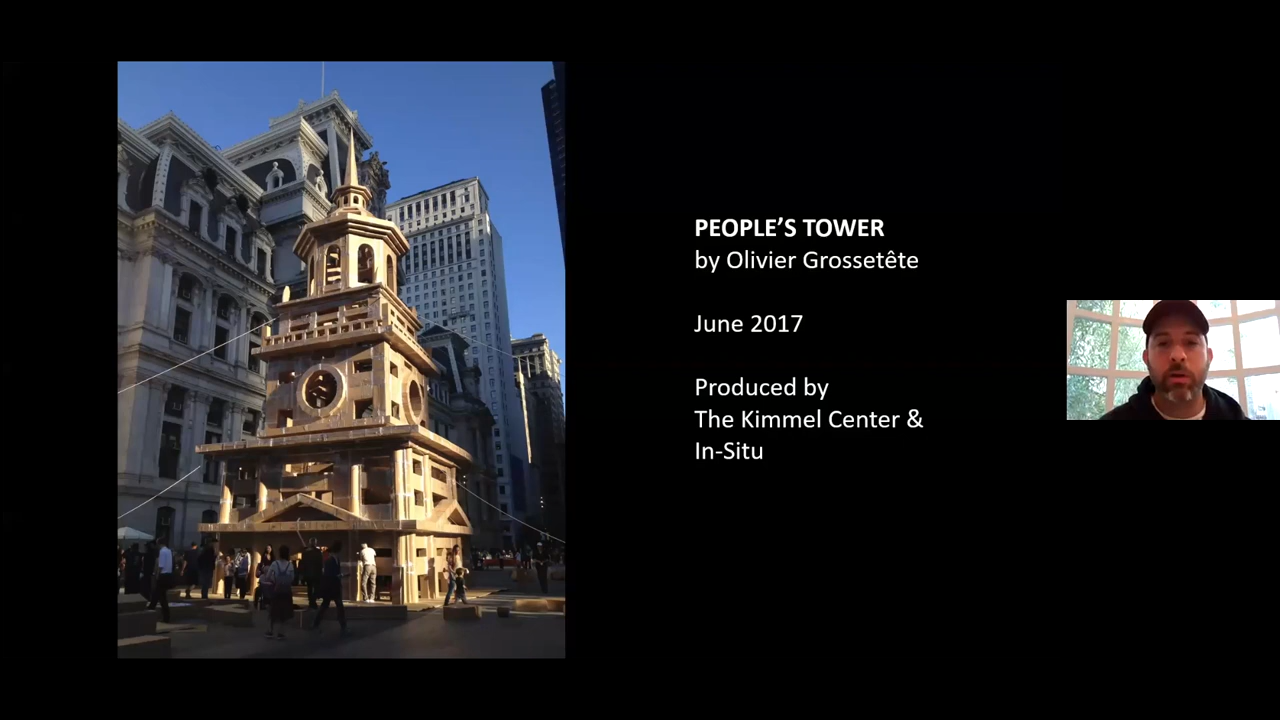 PEOPLE’S TOWER
by Olivier Grossetête
June 2017
Produced by
The Kimmel Center &
In-Situ